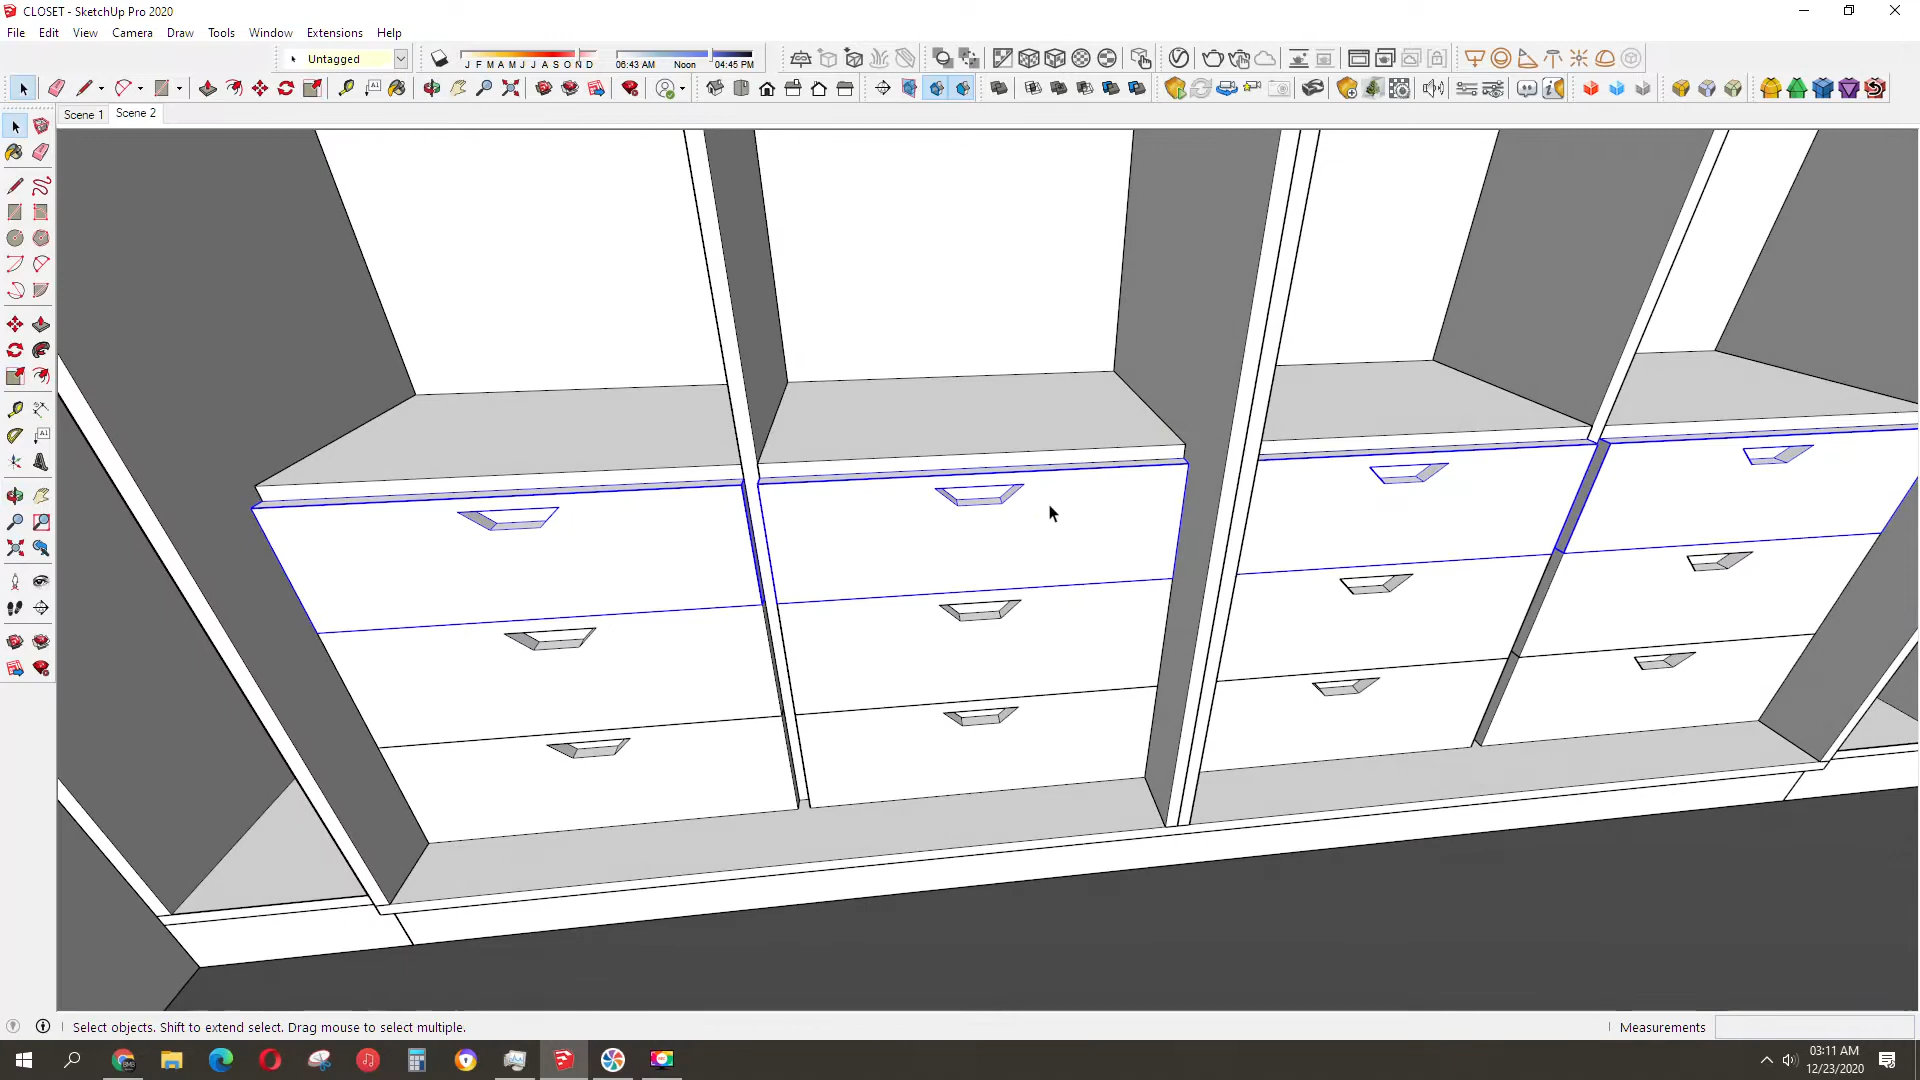 CLOSET - SketchUp Pro 2020
File Edit View Camera Draw Tools Window Extensions Help
Untagged
J F M A M J J A S O N D
06:43 AM Noon 04:45 PM
Scene 1 Scene 2
Select objects. Shift to extend select. Drag mouse to select multiple.
Measurements
03:11 AM
12/23/2020